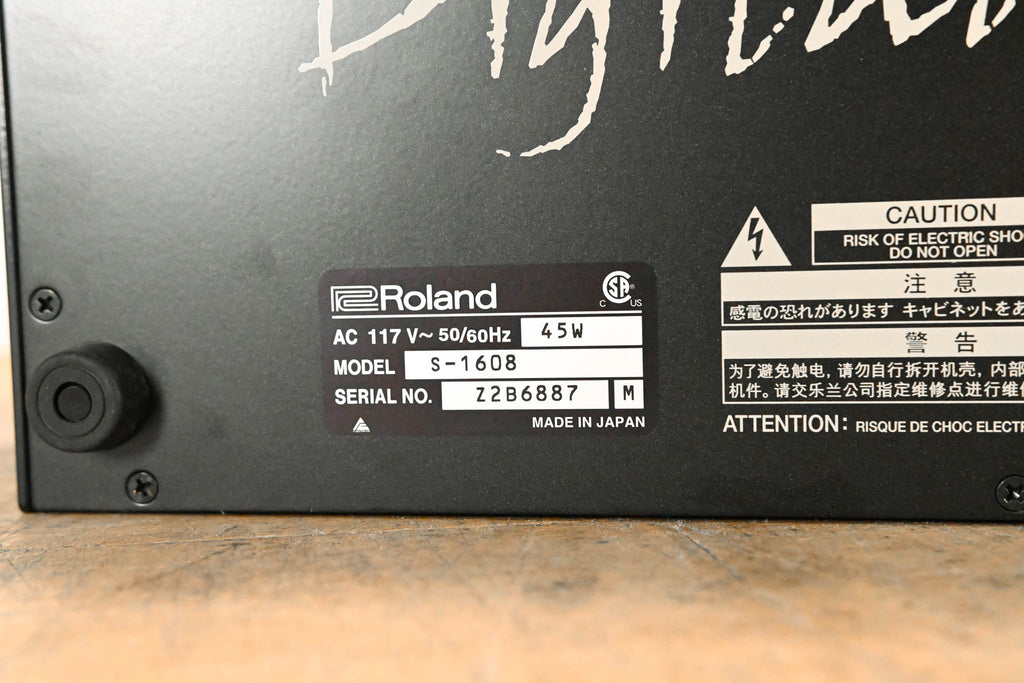 Digital
Roland
C SA® US
AC 117 V~ 50/60Hz 45W
MODEL S-1608
SERIAL NO. Z2B6887 M
MADE IN JAPAN
CAUTION
RISK OF ELECTRIC SHO
DO NOT OPEN
注 意
感電の恐れがあります キャビネットをあ
警 告
为了避免触电，请勿自行拆开机壳，内部
机件。请交乐兰公司指定维修点进行维修
ATTENTION: RISQUE DE CHOC ELECTR